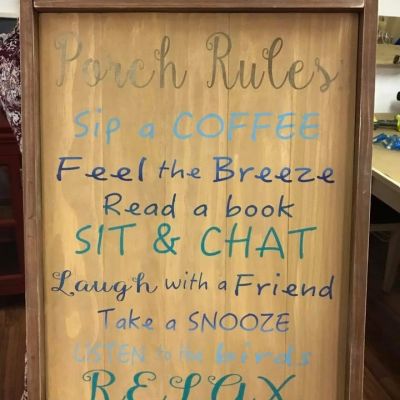 Porch Rules
Sip a COFFEE
Feel the Breeze
Read a book
SIT & CHAT
Laugh with a Friend
Take a SNOOZE
LISTEN to the birds
RELAX